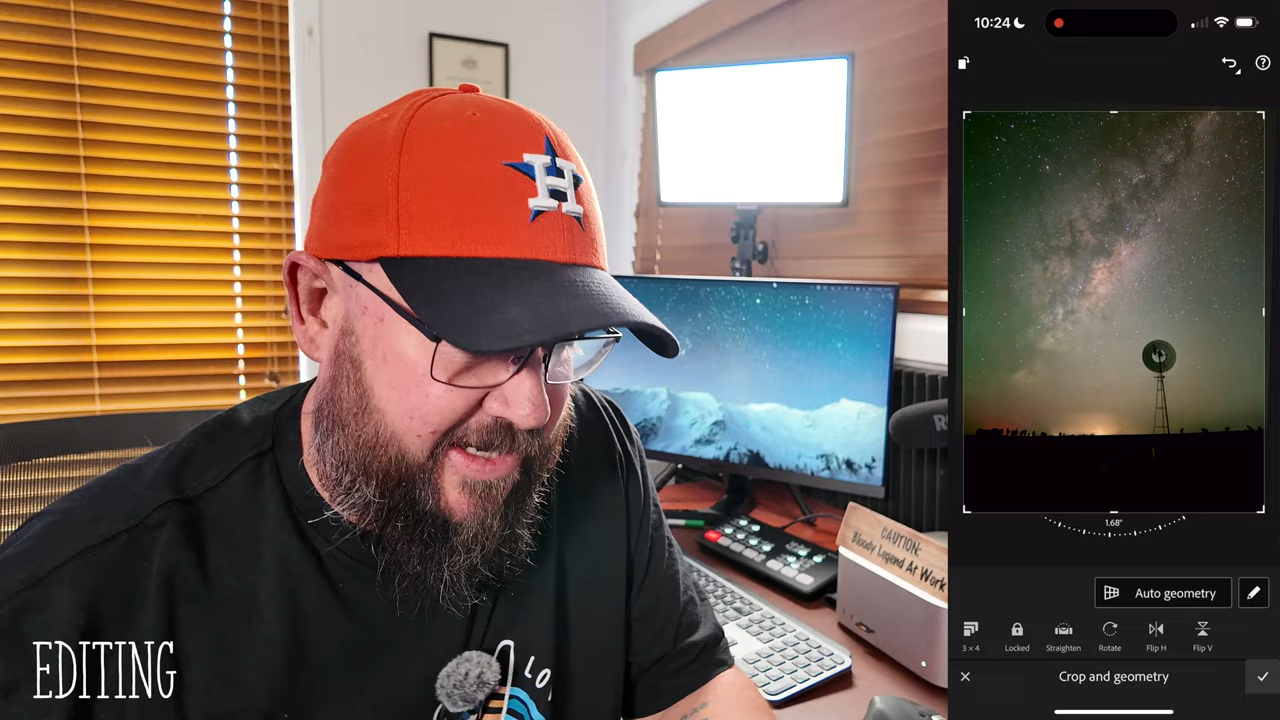 10:24
H
CAUTION:
Bloody Legend At Work
R
LO
EDITING
1.68°
Auto geometry
3 × 4
Locked
Straighten
Rotate
Flip H
Flip V
Crop and geometry